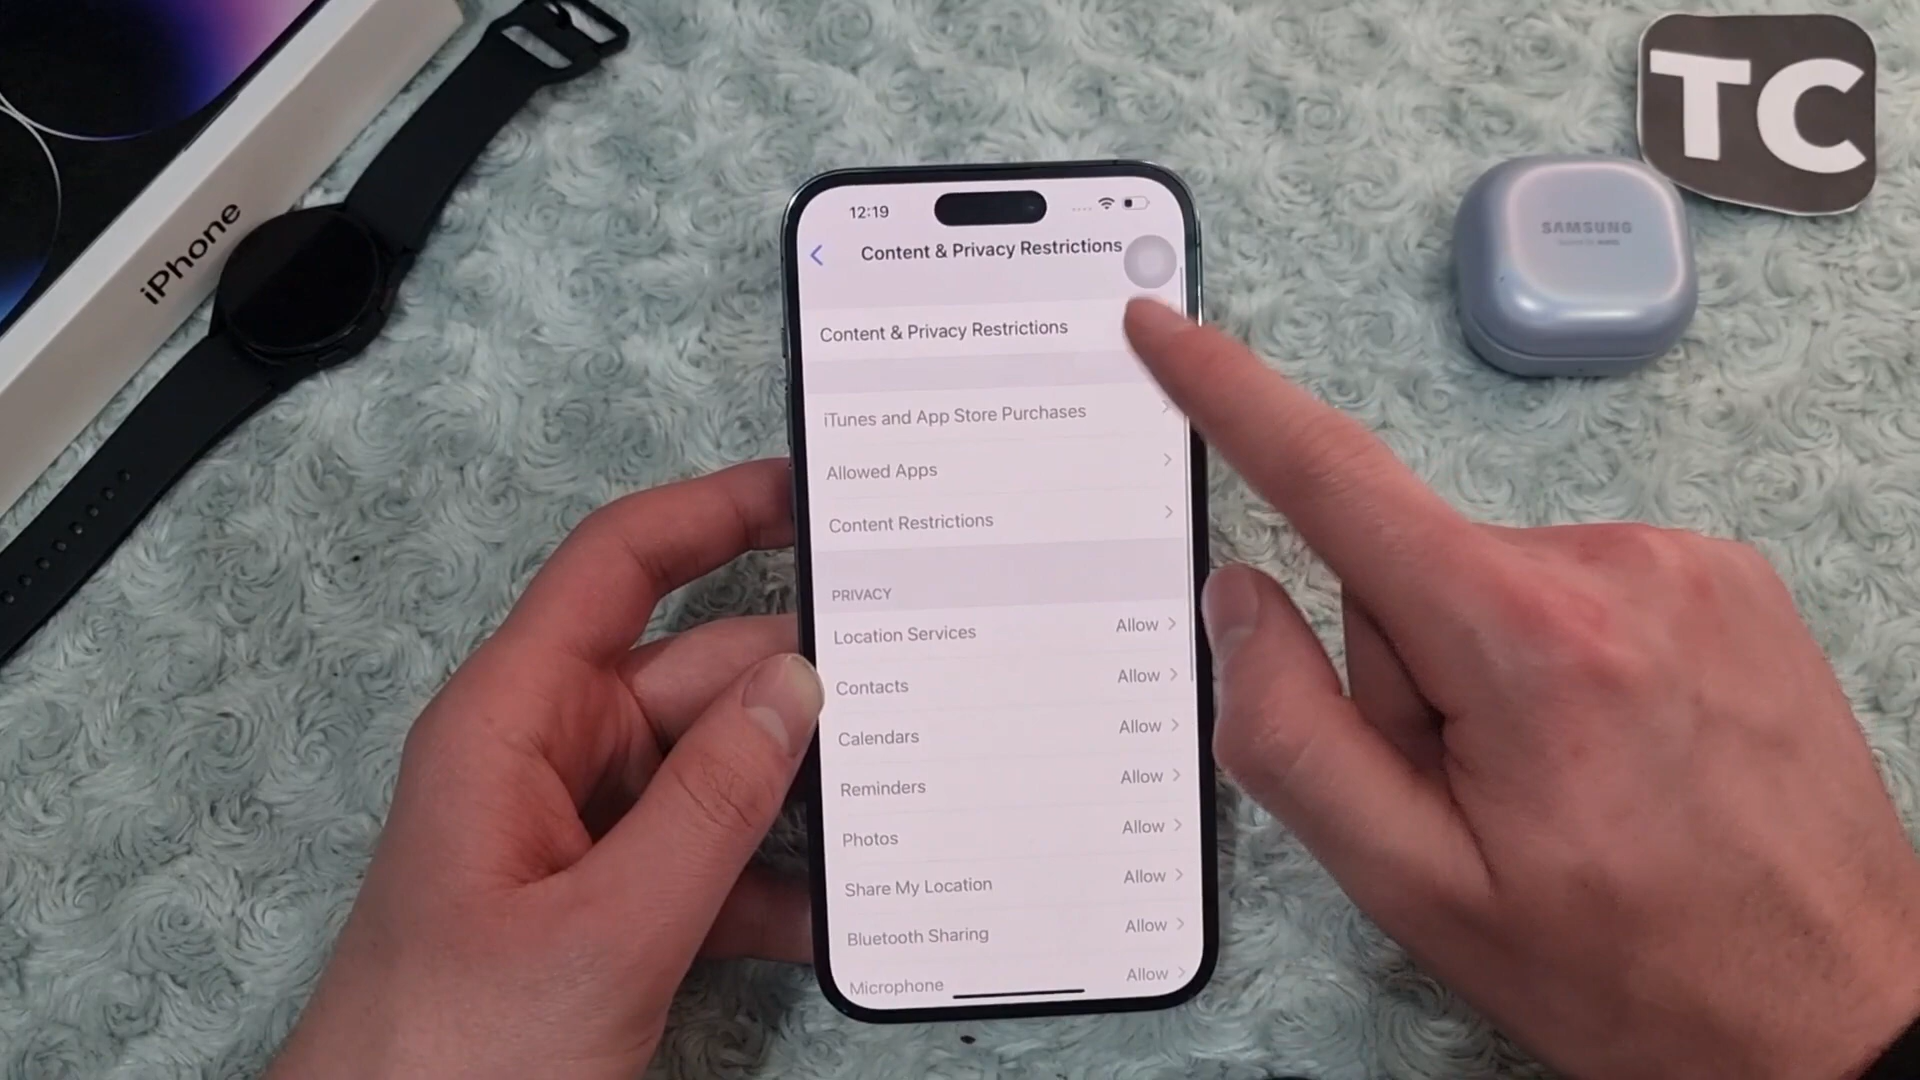 iPhone
TC
SAMSUNG
12:19
Content & Privacy Restrictions
Content & Privacy Restrictions
iTunes and App Store Purchases
Allowed Apps
Content Restrictions
PRIVACY
Location Services Allow
Contacts Allow
Calendars Allow
Reminders Allow
Photos Allow
Share My Location Allow
Bluetooth Sharing Allow
Microphone Allow